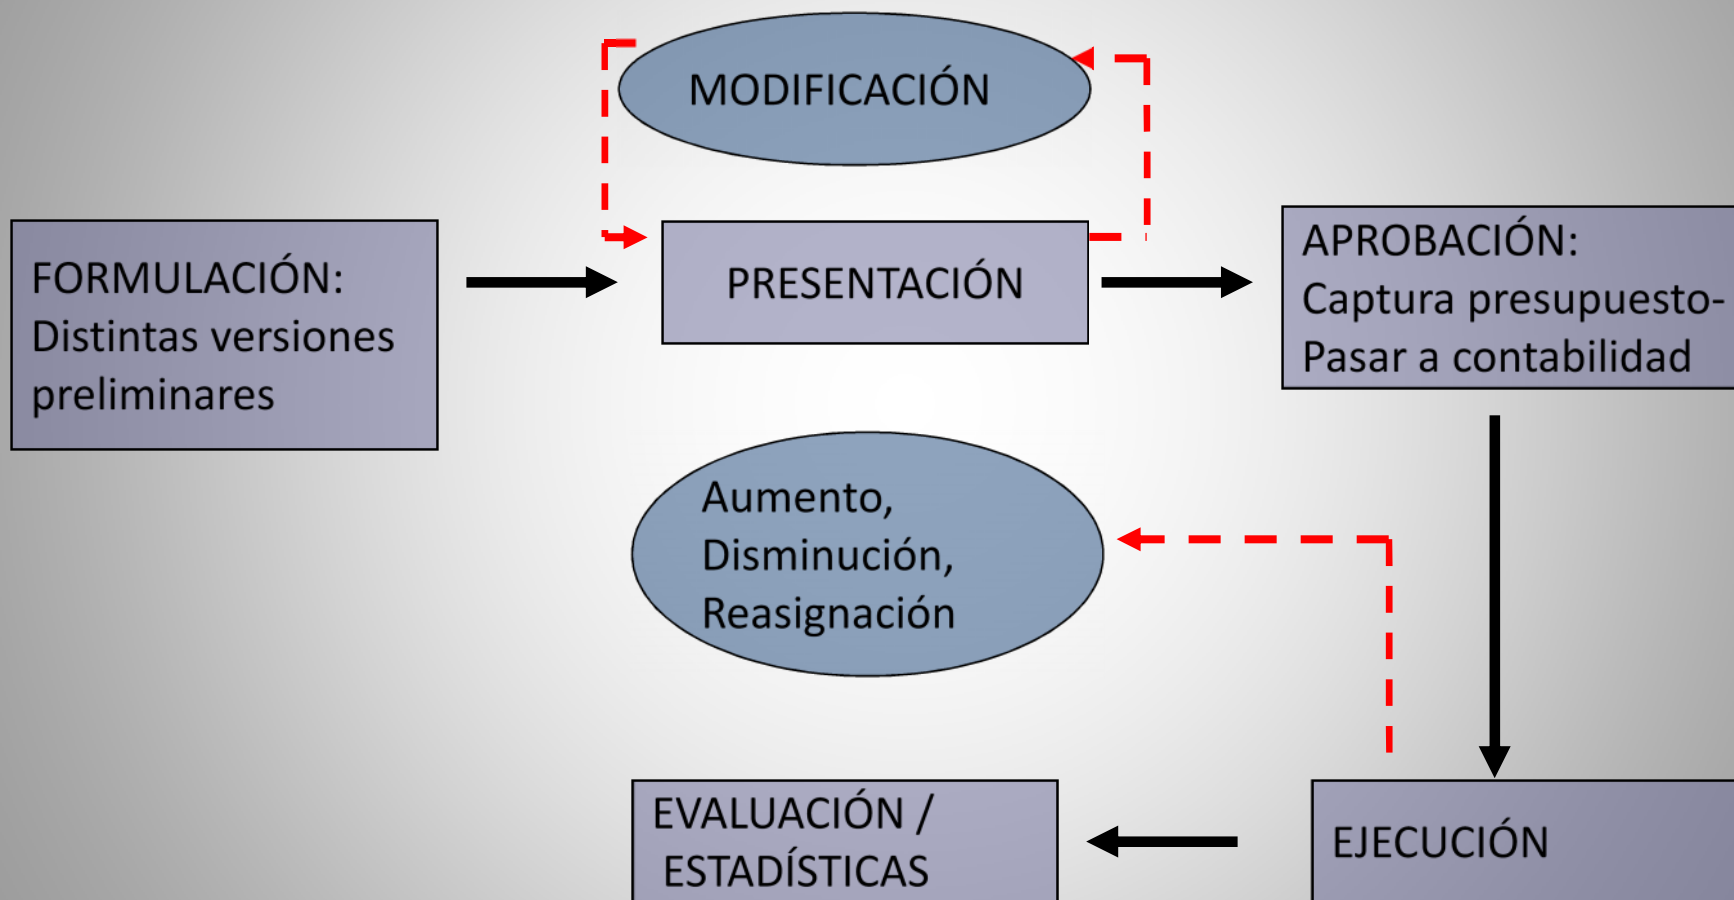 MODIFICACIÓN
FORMULACIÓN:
Distintas versiones
preliminares
PRESENTACIÓN
APROBACIÓN:
Captura presupuesto-
Pasar a contabilidad
Aumento,
Disminución,
Reasignación
EVALUACIÓN /
ESTADÍSTICAS
EJECUCIÓN